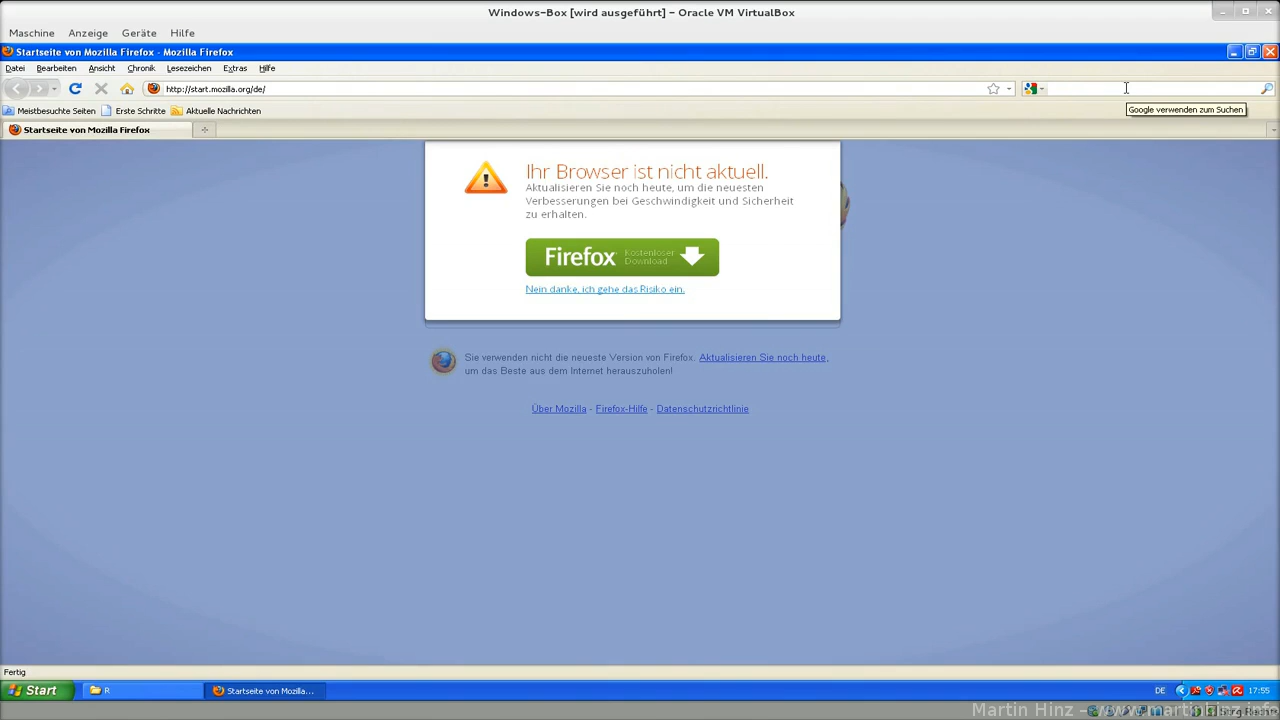 Windows-Box [wird ausgeführt] - Oracle VM VirtualBox
Maschine Anzeige Geräte Hilfe
Startseite von Mozilla Firefox - Mozilla Firefox
Datei Bearbeiten Ansicht Chronik Lesezeichen Extras Hilfe
http://start.mozilla.org/de/
Meistbesuchte Seiten Erste Schritte Aktuelle Nachrichten
Google verwenden zum Suchen
Startseite von Mozilla Firefox
Ihr Browser ist nicht aktuell.
Aktualisieren Sie noch heute, um die neuesten
Verbesserungen bei Geschwindigkeit und Sicherheit
zu erhalten.
Firefox Kostenloser
Download
Nein danke, ich gehe das Risiko ein.
Sie verwenden nicht die neueste Version von Firefox. Aktualisieren Sie noch heute,
um das Beste aus dem Internet herauszuholen!
Über Mozilla - Firefox-Hilfe - Datenschutzrichtlinie
Fertig
Start R Startseite von Mozilla... DE 17:55
Martin Hinz - www.martinhinz.info